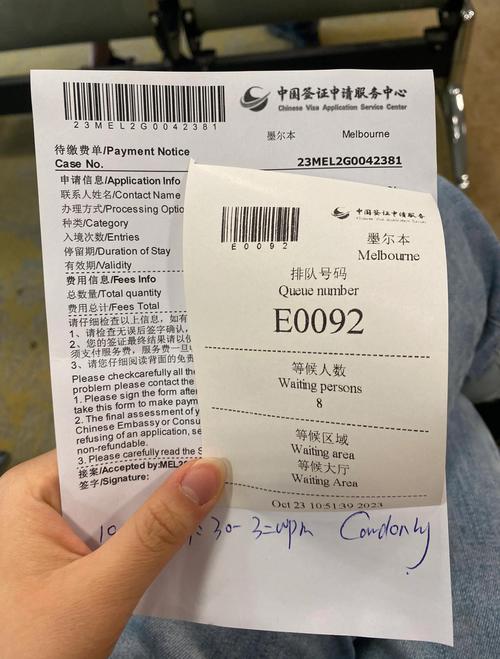 23MEL2G0042381
中国签证申请服务中心
Chinese Visa Application Service Center
墨尔本 Melbourne
待缴费单/Payment Notice
Case No. 23MEL2G0042381
申请信息/Application Info
联系人姓名/Contact Name
办理方式/Processing Optio
种类/Category
入境次数/Entries
停留期/Duration of Stay
有效期/Validity
费用信息/Fees Info
总数量/Total quantity
费用总计/Fees Total
请仔细检查以上信息，如有
1、请检查无误后签字确认，
2、您的签证最终结果请以
须支付服务费，服务费一旦
3、请您仔细阅读背面的免责
Please checkcarefully all the
problem please contact the
1. Please sign the form after
take this form to make paym
2. The final assessment of y
Chinese Embassy or Consu
refusing of an application, se
non-refundable.
3. Please carefully read the S
接案/Accepted by:MEL2
签字/Signature:
E0092
中国签证申请服务
墨尔本
Melbourne
排队号码
Queue number
E0092
等候人数
Waiting persons
8
等候区域
Waiting area
等候大厅
Waiting Area
Oct 23 10:51:39 2023
30-3=00pm